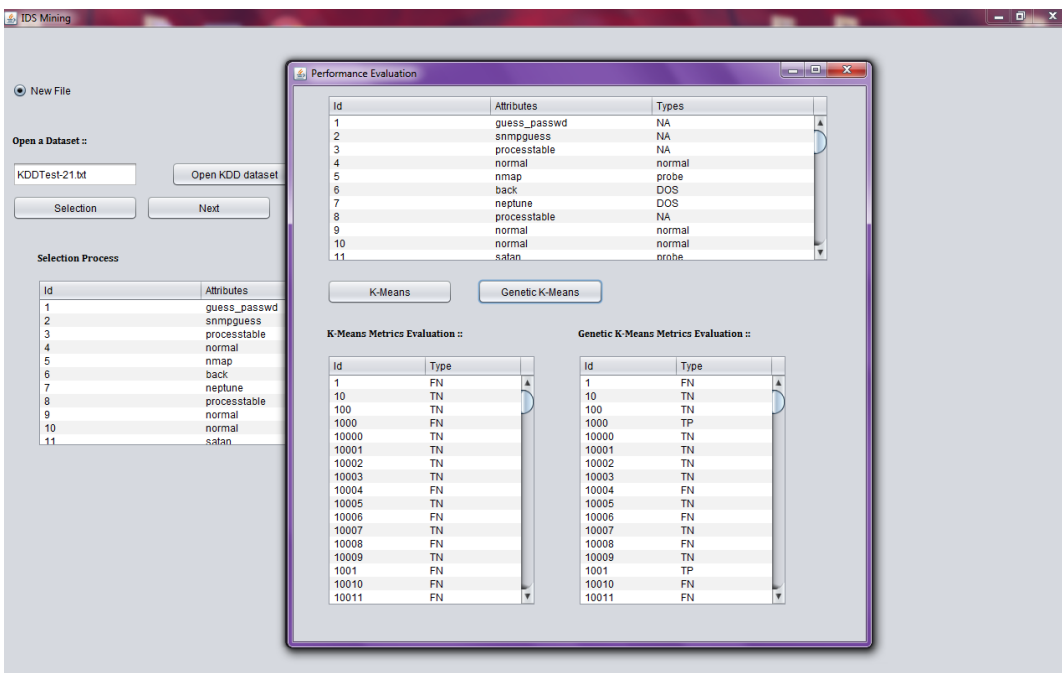 IDS Mining
New File
Open a Dataset ::
KDDTest-21.txt
Open KDD dataset
Selection
Next
Selection Process
Id Attributes
1 guess_passwd
2 snmpguess
3 processtable
4 normal
5 nmap
6 back
7 neptune
8 processtable
9 normal
10 normal
11 satan
Performance Evaluation
Id Attributes Types
1 guess_passwd NA
2 snmpguess NA
3 processtable NA
4 normal normal
5 nmap probe
6 back DOS
7 neptune DOS
8 processtable NA
9 normal normal
10 normal normal
11 satan probe
K-Means
Genetic K-Means
K-Means Metrics Evaluation ::
Id Type
1 FN
10 TN
100 TN
1000 FN
10000 TN
10001 TN
10002 TN
10003 TN
10004 FN
10005 TN
10006 FN
10007 TN
10008 FN
10009 TN
1001 FN
10010 FN
10011 FN
Genetic K-Means Metrics Evaluation ::
Id Type
1 FN
10 TN
100 TN
1000 TP
10000 TN
10001 TN
10002 TN
10003 TN
10004 FN
10005 TN
10006 FN
10007 TN
10008 FN
10009 TN
1001 TP
10010 FN
10011 FN